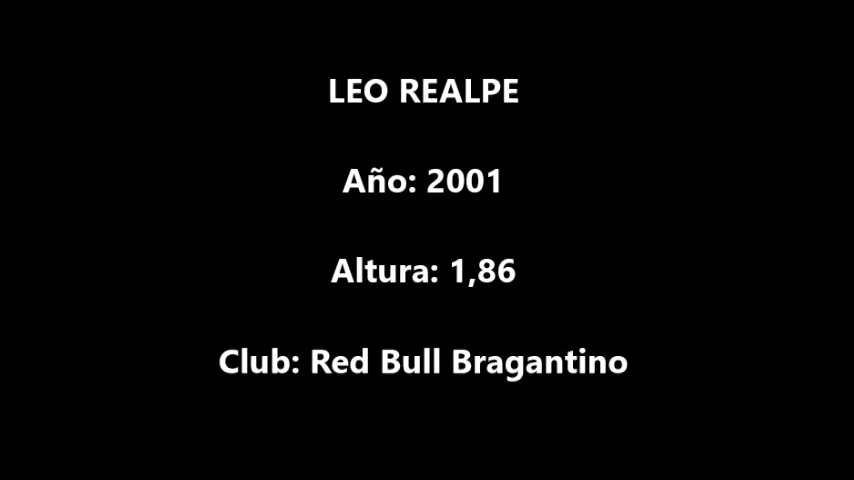 LEO REALPE
Año: 2001
Altura: 1,86
Club: Red Bull Bragantino